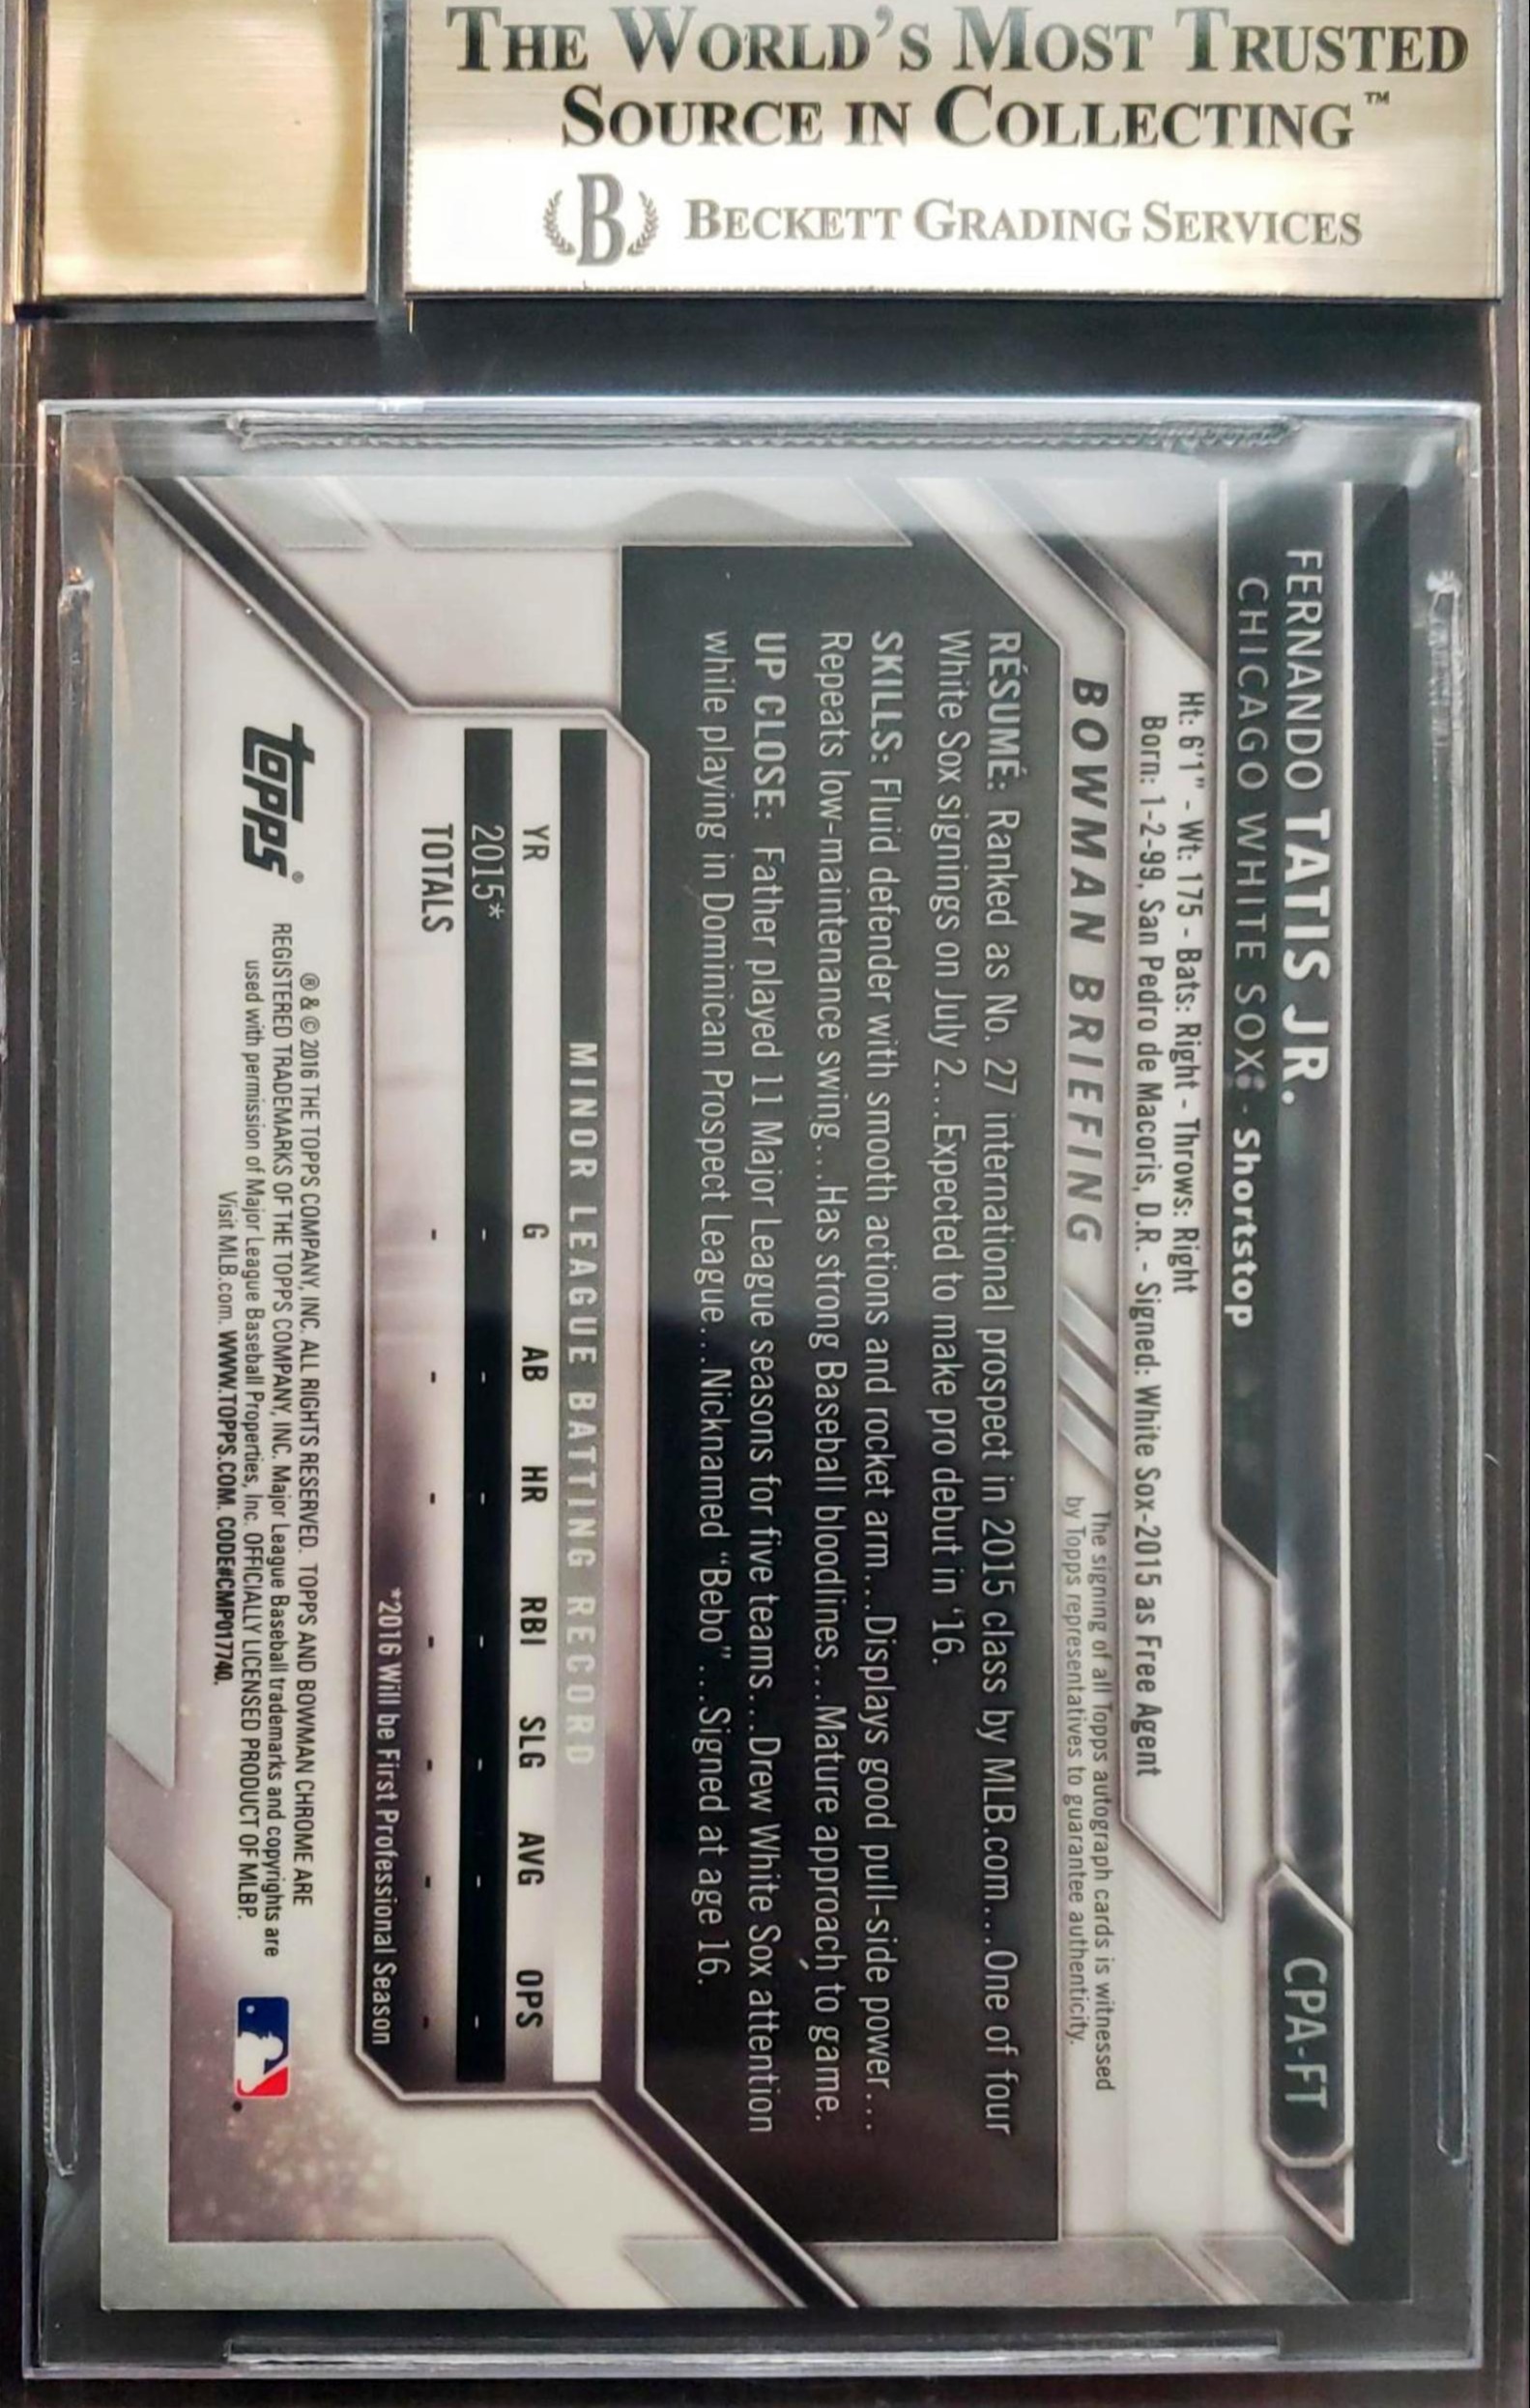 THE WORLD'S MOST TRUSTED
SOURCE IN COLLECTING™
B BECKETT GRADING SERVICES
FERNANDO TATIS JR.
CPA-FT
CHICAGO WHITE SOX® - Shortstop
Ht: 6'1" - Wt: 175 - Bats: Right - Throws: Right
Born: 1-2-99, San Pedro de Macoris, D.R. - Signed: White Sox-2015 as Free Agent
BOWMAN BRIEFING
The signing of all Topps autograph cards is witnessed
by Topps representatives to guarantee authenticity.
RÉSUMÉ: Ranked as No. 27 international prospect in 2015 class by MLB.com...One of four
White Sox signings on July 2...Expected to make pro debut in '16.
SKILLS: Fluid defender with smooth actions and rocket arm...Displays good pull-side power...
Repeats low-maintenance swing...Has strong Baseball bloodlines...Mature approach to game.
UP CLOSE: Father played 11 Major League seasons for five teams...Drew White Sox attention
while playing in Dominican Prospect League...Nicknamed "Bebo"...Signed at age 16.
MINOR LEAGUE BATTING RECORD
YR G AB HR RBI SLG AVG OPS
2015* - - - - - - -
TOTALS - - - - - - -
*2016 Will be First Professional Season
topps®
® & © 2016 THE TOPPS COMPANY, INC. ALL RIGHTS RESERVED. TOPPS AND BOWMAN CHROME ARE
REGISTERED TRADEMARKS OF THE TOPPS COMPANY, INC. Major League Baseball trademarks and copyrights are
used with permission of Major League Baseball Properties, Inc. OFFICIALLY LICENSED PRODUCT OF MLBP.
Visit MLB.com. WWW.TOPPS.COM. CODE#CMP017740.